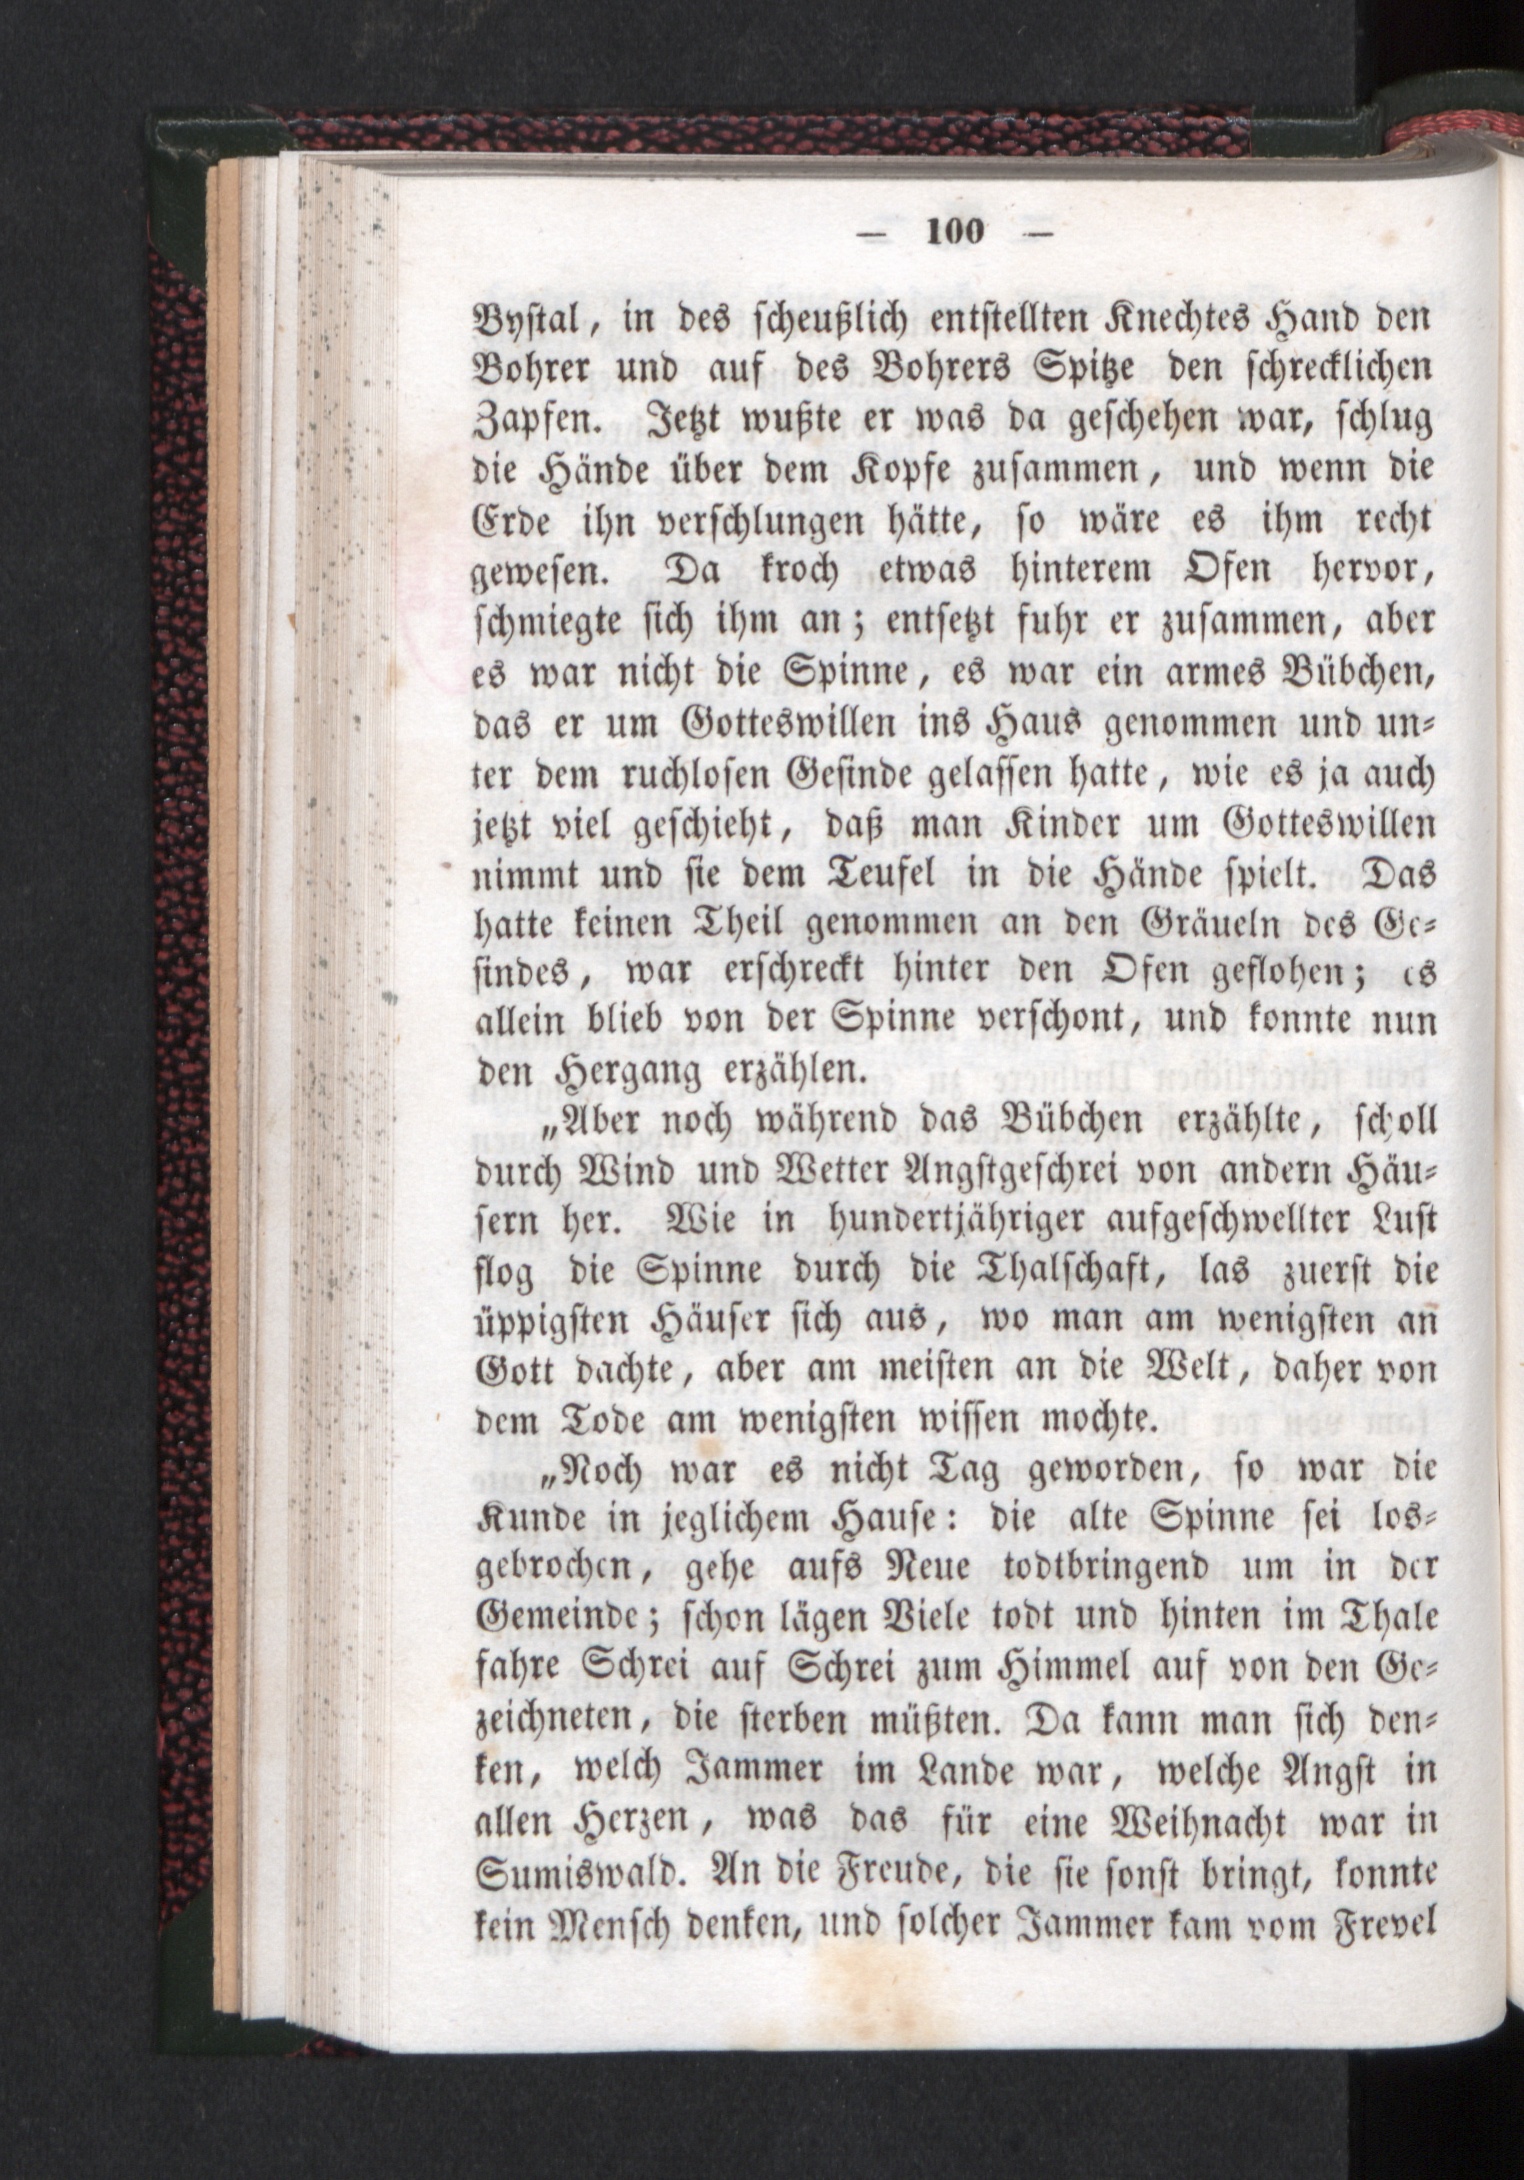 — 100 —
Bystal, in des scheußlich entstellten Knechtes Hand den
Bohrer und auf des Bohrers Spitze den schrecklichen
Zapfen. Jetzt wußte er was da geschehen war, schlug
die Hände über dem Kopfe zusammen, und wenn die
Erde ihn verschlungen hätte, so wäre es ihm recht
gewesen. Da kroch etwas hinterem Ofen hervor,
schmiegte sich ihm an; entsetzt fuhr er zusammen, aber
es war nicht die Spinne, es war ein armes Bübchen,
das er um Gotteswillen ins Haus genommen und un-
ter dem ruchlosen Gesinde gelassen hatte, wie es ja auch
jetzt viel geschieht, daß man Kinder um Gotteswillen
nimmt und sie dem Teufel in die Hände spielt. Das
hatte keinen Theil genommen an den Gräueln des Ge-
sindes, war erschreckt hinter den Ofen geflohen; es
allein blieb von der Spinne verschont, und konnte nun
den Hergang erzählen.
„Aber noch während das Bübchen erzählte, scholl
durch Wind und Wetter Angstgeschrei von andern Häu-
sern her. Wie in hundertjähriger aufgeschwellter Lust
flog die Spinne durch die Thalschaft, las zuerst die
üppigsten Häuser sich aus, wo man am wenigsten an
Gott dachte, aber am meisten an die Welt, daher von
dem Tode am wenigsten wissen mochte.
„Noch war es nicht Tag geworden, so war die
Kunde in jeglichem Hause: die alte Spinne sei los-
gebrochen, gehe aufs Neue todtbringend um in der
Gemeinde; schon lägen Viele todt und hinten im Thale
fahre Schrei auf Schrei zum Himmel auf von den Ge-
zeichneten, die sterben müßten. Da kann man sich den-
ken, welch Jammer im Lande war, welche Angst in
allen Herzen, was das für eine Weihnacht war in
Sumiswald. An die Freude, die sie sonst bringt, konnte
kein Mensch denken, und solcher Jammer kam vom Frevel